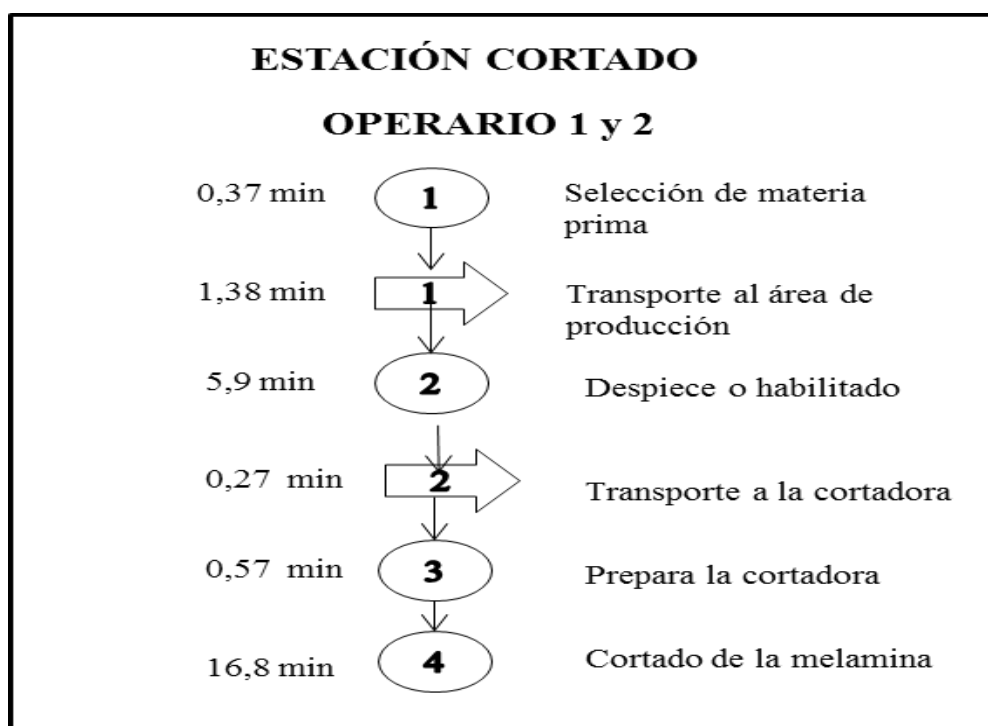 ESTACIÓN CORTADO
OPERARIO 1 y 2
0,37 min
1
Selección de materia
prima
1,38 min
1
Transporte al área de
producción
5,9 min
2
Despiece o habilitado
0,27 min
2
Transporte a la cortadora
0,57 min
3
Prepara la cortadora
16,8 min
4
Cortado de la melamina